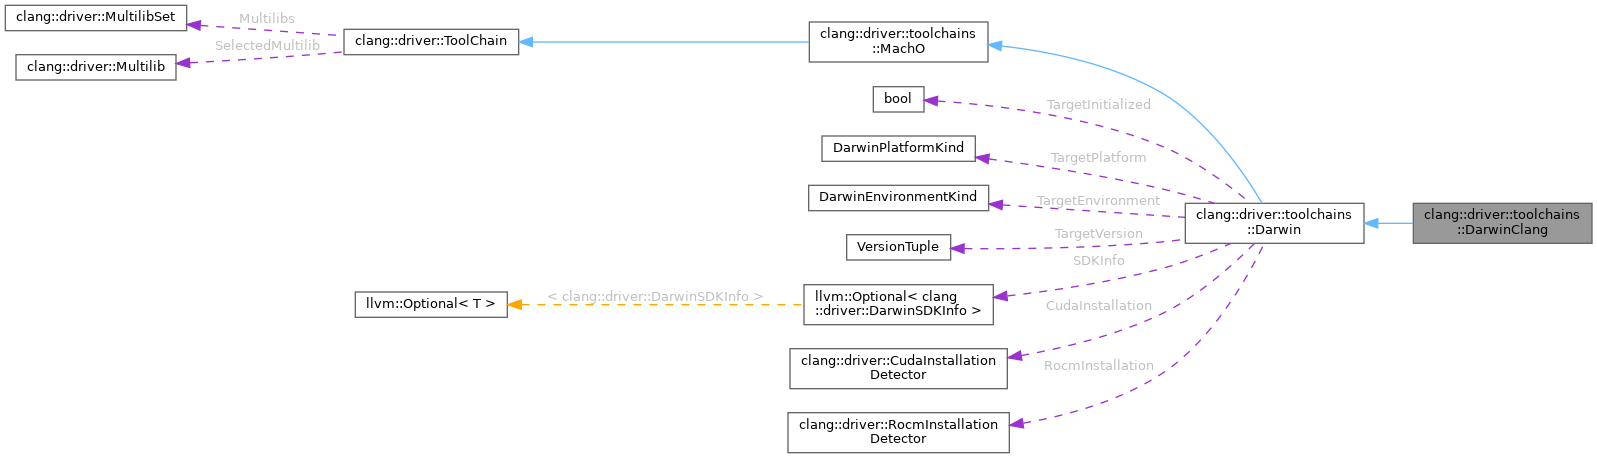 clang::driver::MultilibSet
Multilibs
clang::driver::ToolChain
SelectedMultilib
clang::driver::Multilib
clang::driver::toolchains
::MachO
bool
TargetInitialized
DarwinPlatformKind
TargetPlatform
DarwinEnvironmentKind
TargetEnvironment
clang::driver::toolchains
::Darwin
clang::driver::toolchains
::DarwinClang
VersionTuple
TargetVersion
SDKInfo
llvm::Optional< T >
< clang::driver::DarwinSDKInfo >
llvm::Optional< clang
::driver::DarwinSDKInfo >
CudaInstallation
clang::driver::CudaInstallation
Detector
RocmInstallation
clang::driver::RocmInstallation
Detector